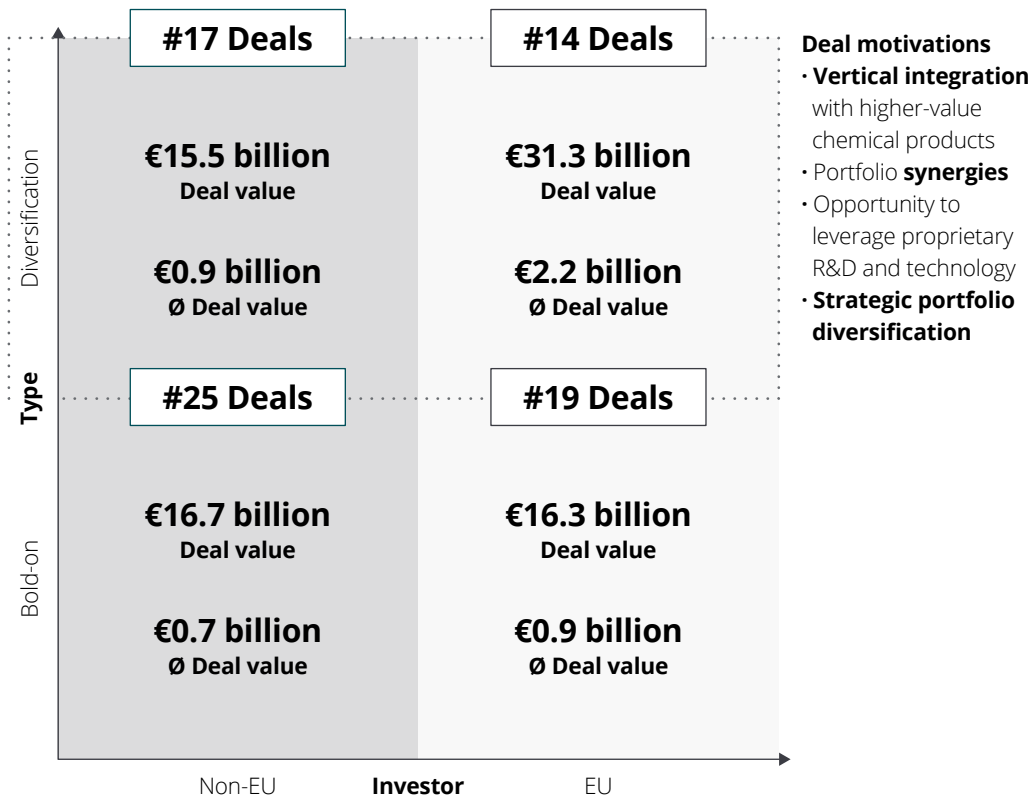 #17 Deals
#14 Deals
€15.5 billion
Deal value
€31.3 billion
Deal value
€0.9 billion
Ø Deal value
€2.2 billion
Ø Deal value
#25 Deals
#19 Deals
€16.7 billion
Deal value
€16.3 billion
Deal value
€0.7 billion
Ø Deal value
€0.9 billion
Ø Deal value
Diversification
Type
Bold-on
Non-EU
Investor
EU
Deal motivations
· Vertical integration
with higher-value
chemical products
· Portfolio synergies
· Opportunity to
leverage proprietary
R&D and technology
· Strategic portfolio
diversification